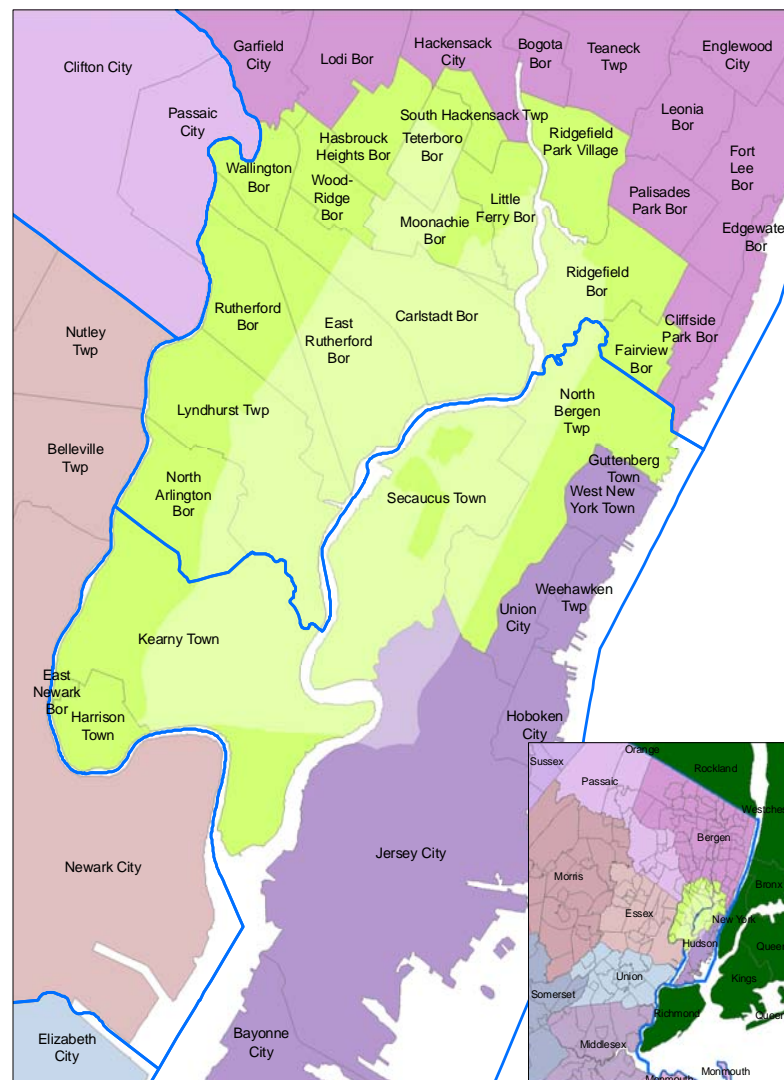 Garfield
City
Lodi Bor
Hackensack
City
Bogota
Bor
Teaneck
Twp
Englewood
City
Clifton City
Passaic
City
South Hackensack Twp
Leonia
Bor
Hasbrouck
Heights Bor
Teterboro
Bor
Ridgefield
Park Village
Fort
Lee
Bor
Wallington
Bor
Wood-
Ridge
Bor
Little
Ferry Bor
Palisades
Park Bor
Moonachie
Bor
Edgewater
Bor
Ridgefield
Bor
Rutherford
Bor
East
Rutherford
Bor
Carlstadt Bor
Nutley
Twp
Cliffside
Park Bor
Fairview
Bor
Lyndhurst Twp
North
Bergen
Twp
Belleville
Twp
Guttenberg
Town
North
Arlington
Bor
Secaucus Town
West New
York Town
Weehawken
Twp
Union
City
Kearny Town
East
Newark
Bor
Harrison
Town
Hoboken
City
Newark City
Jersey City
Elizabeth
City
Bayonne
City
Sussex
Orange
Rockland
Passaic
Westches
Bergen
Morris
Bronx
Essex
New York
Hudson
Queen
Union
Kings
Somerset
Richmond
Queen
Middlesex
Monmouth
Monmouth